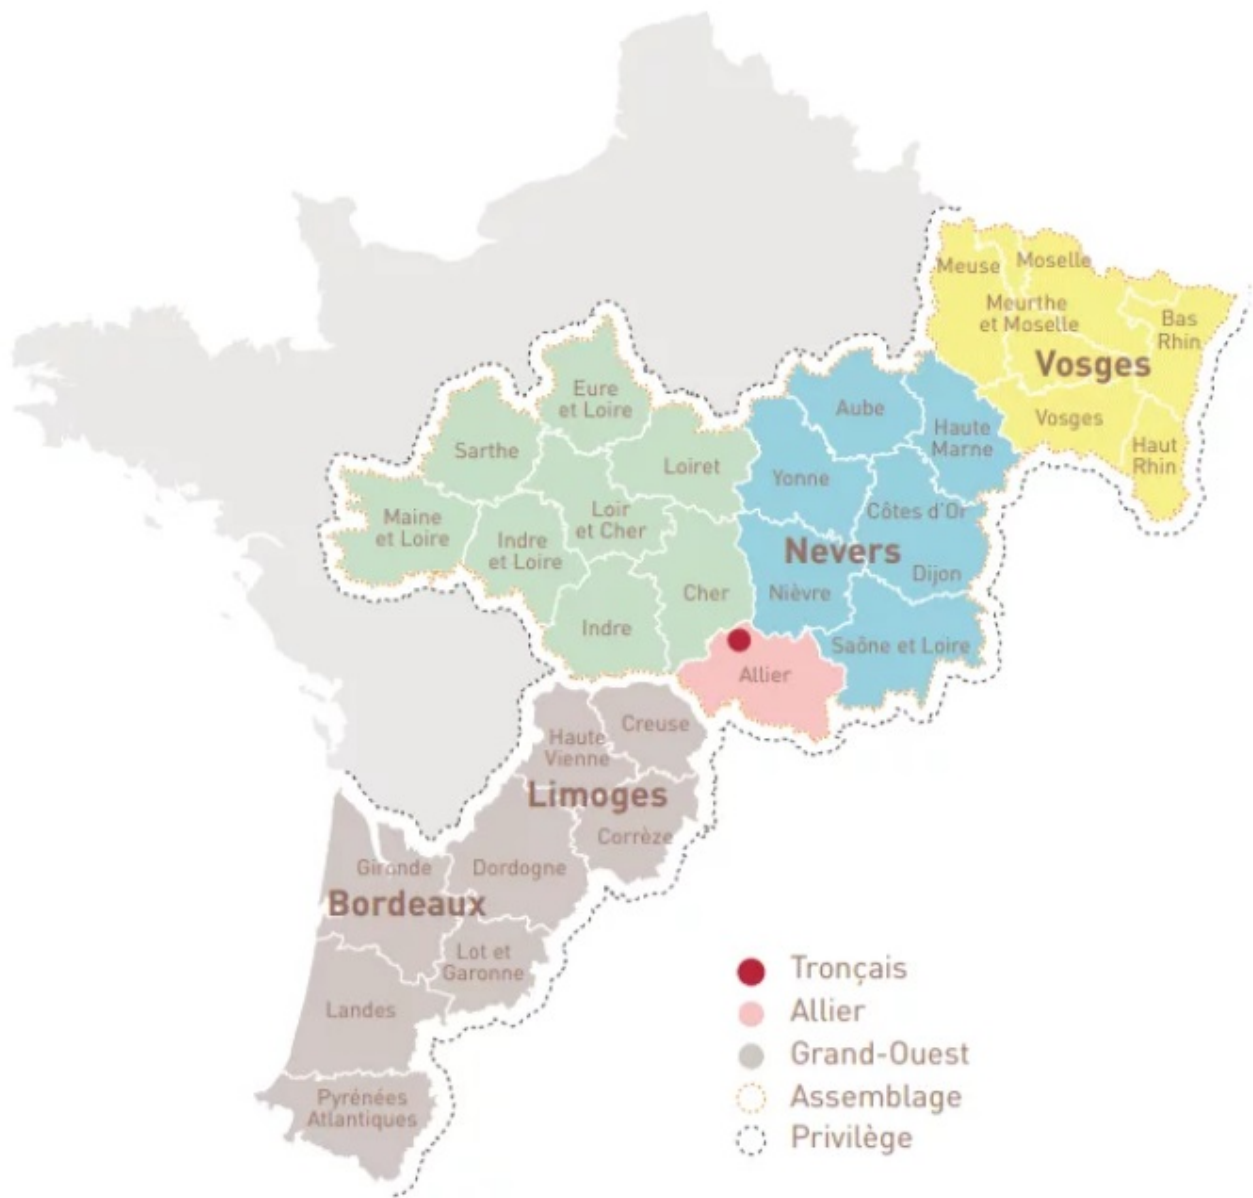 Meuse
Moselle
Meurthe
et Moselle
Bas
Rhin
Vosges
Vosges
Haut
Rhin
Eure
et Loire
Sarthe
Loiret
Maine
et Loire
Indre
et Loire
Loir
et Cher
Cher
Indre
Aube
Haute
Marne
Yonne
Côtes d'Or
Nevers
Dijon
Nièvre
Saône et Loire
Allier
Creuse
Haute
Vienne
Limoges
Corrèze
Gironde
Dordogne
Bordeaux
Lot et
Garonne
Landes
Pyrénées
Atlantiques
Tronçais
Allier
Grand-Ouest
Assemblage
Privilège